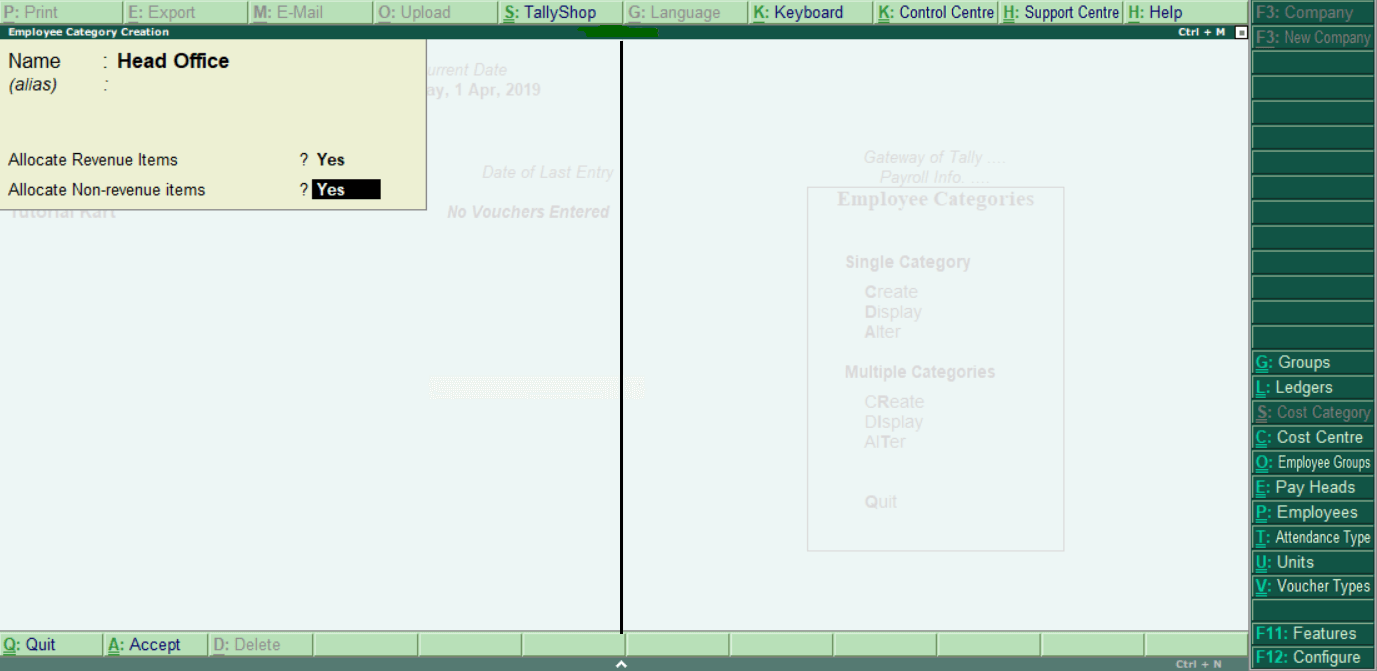 P: Print E: Export M: E-Mail O: Upload S: TallyShop G: Language K: Keyboard K: Control Centre H: Support Centre H: Help F3: Company
Employee Category Creation Ctrl + M F3: New Company
Name : Head Office
(alias) :
urrent Date
ay, 1 Apr, 2019
Allocate Revenue Items ? Yes
Allocate Non-revenue items ? Yes
Date of Last Entry
Tutorial Kart No Vouchers Entered
Gateway of Tally ....
Payroll Info. ....
Employee Categories
Single Category
Create
Display
Alter
Multiple Categories
CReate
DIsplay
AlTer
Quit
G: Groups
L: Ledgers
S: Cost Category
C: Cost Centre
O: Employee Groups
E: Pay Heads
P: Employees
T: Attendance Type
U: Units
V: Voucher Types
F11: Features
F12: Configure
Q: Quit A: Accept D: Delete
Ctrl + N